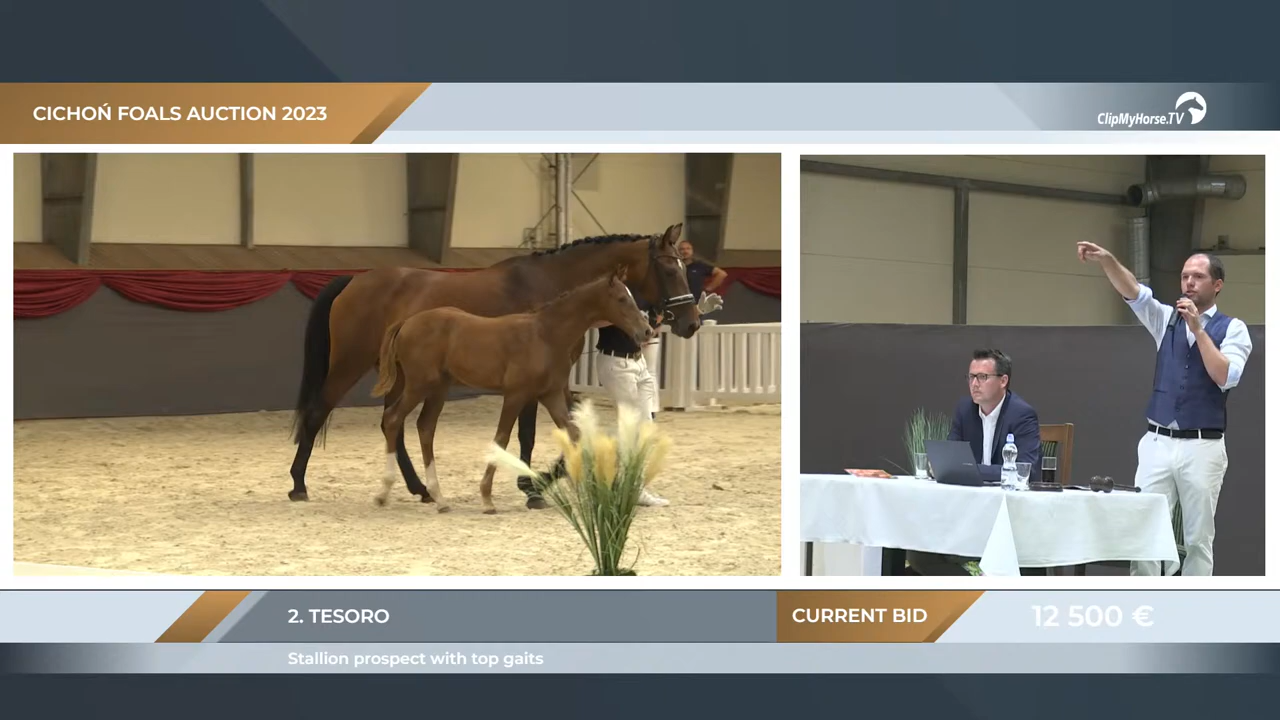 CICHOŃ FOALS AUCTION 2023
ClipMyHorse.TV
2. TESORO
CURRENT BID
12 500 €
Stallion prospect with top gaits